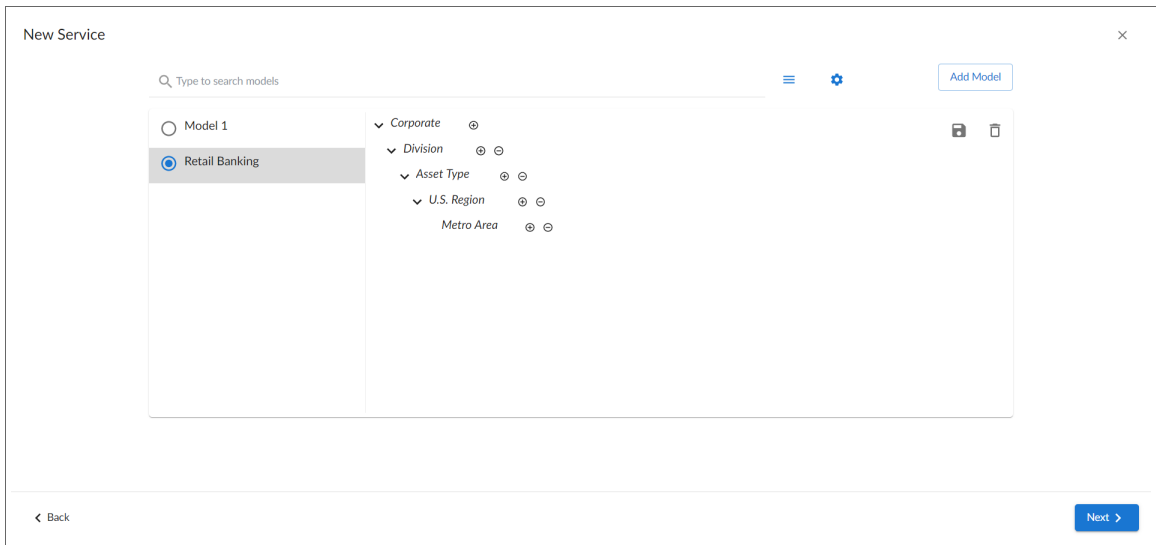 New Service
Type to search models
Add Model
Model 1
Retail Banking
Corporate
Division
Asset Type
U.S. Region
Metro Area
Back
Next